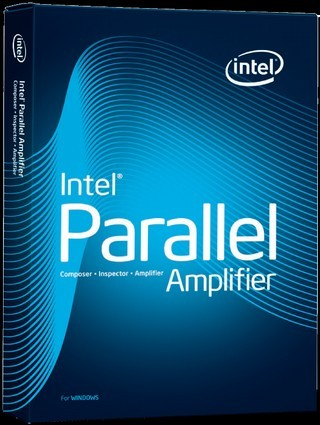 intel
Intel Parallel Amplifier
Composer • Inspector • Amplifier
intel
Intel®
Parallel
Composer • Inspector • Amplifier
Amplifier
For WINDOWS